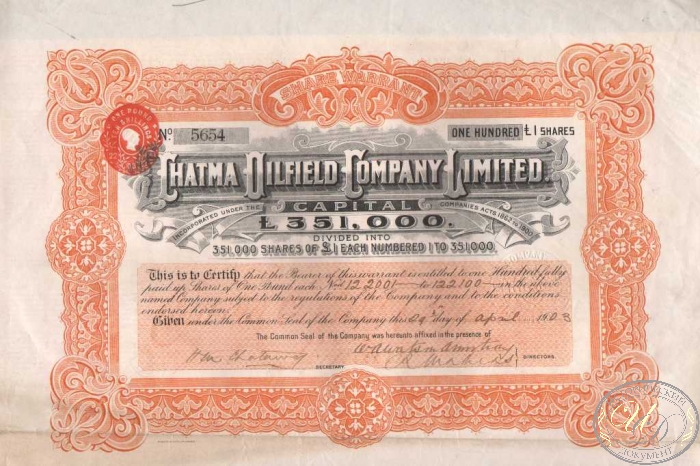 SHARE WARRANT
ONE POUND
No. 5654
ONE HUNDRED £1 SHARES
CHATMA OILFIELD COMPANY LIMITED.
INCORPORATED UNDER THE COMPANIES ACTS 1862 to 1900
CAPITAL
£351,000.
DIVIDED INTO
351,000 SHARES OF £1 EACH NUMBERED 1 TO 351,000
This is to Certify that the Bearer of this warrant is entitled to one Hundred fully
paid up Shares of One Pound each Nos. 122001 to 122100 in the above
named Company subject to the regulations of the Company and to the conditions
endorsed hereon.
Given under the Common Seal of the Company this day of April 1903
The Common Seal of the Company was hereunto affixed in the presence of
SECRETARY.
DIRECTORS.
ДОКУМЕНТ